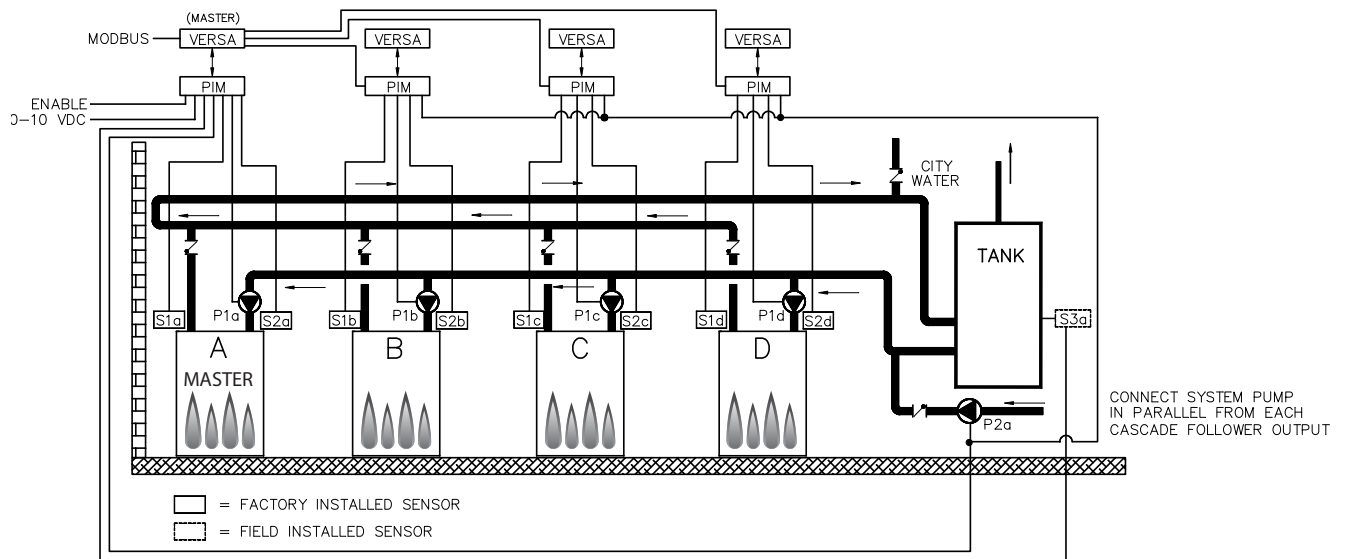 (MASTER)
MODBUS
VERSA
VERSA
VERSA
VERSA
PIM
PIM
PIM
PIM
ENABLE
0-10 VDC
CITY
WATER
TANK
S1a
P1a
S2a
S1b
P1b
S2b
S1c
P1c
S2c
S1d
P1d
S2d
S3a
A
MASTER
B
C
D
P2a
CONNECT SYSTEM PUMP
IN PARALLEL FROM EACH
CASCADE FOLLOWER OUTPUT
= FACTORY INSTALLED SENSOR
= FIELD INSTALLED SENSOR